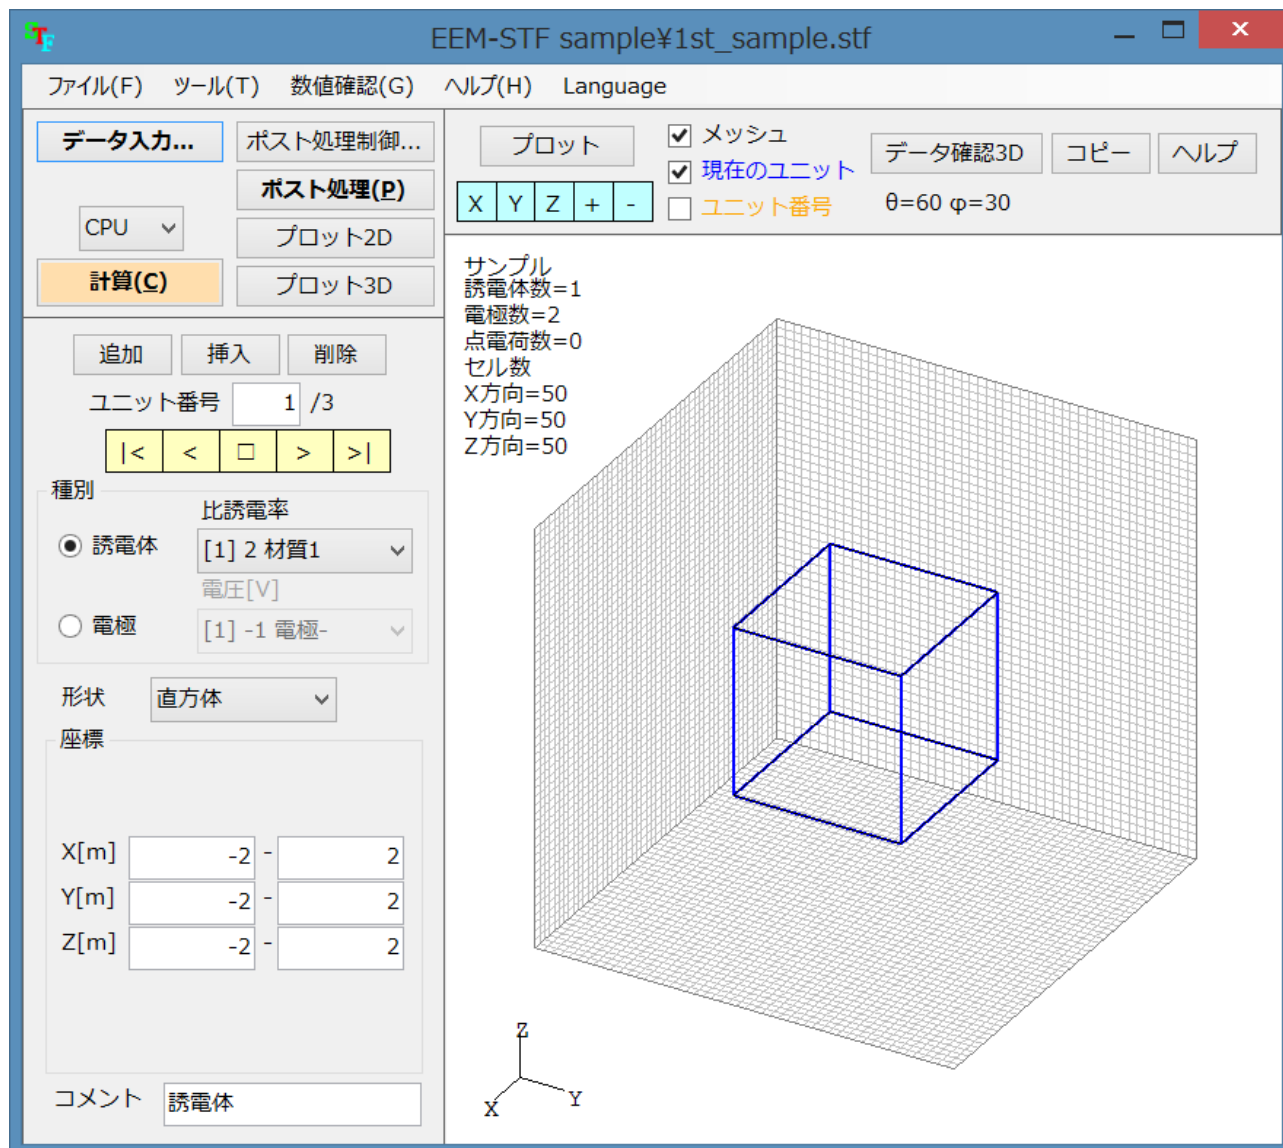 STF
EEM-STF sample¥1st_sample.stf
ファイル(F) ツール(T) 数値確認(G) ヘルプ(H) Language
データ入力... ポスト処理制御...
ポスト処理(P)
CPU
プロット2D
計算(C)
プロット3D
プロット
X Y Z + -
メッシュ
現在のユニット
ユニット番号
データ確認3D コピー ヘルプ
θ=60 φ=30
追加 挿入 削除
ユニット番号 1 /3
|< < □ > >|
種別
比誘電率
誘電体 [1] 2 材質1
電圧[V]
電極 [1] -1 電極-
形状 直方体
座標
X[m] -2 - 2
Y[m] -2 - 2
Z[m] -2 - 2
コメント 誘電体
サンプル
誘電体数=1
電極数=2
点電荷数=0
セル数
X方向=50
Y方向=50
Z方向=50
Z
X Y